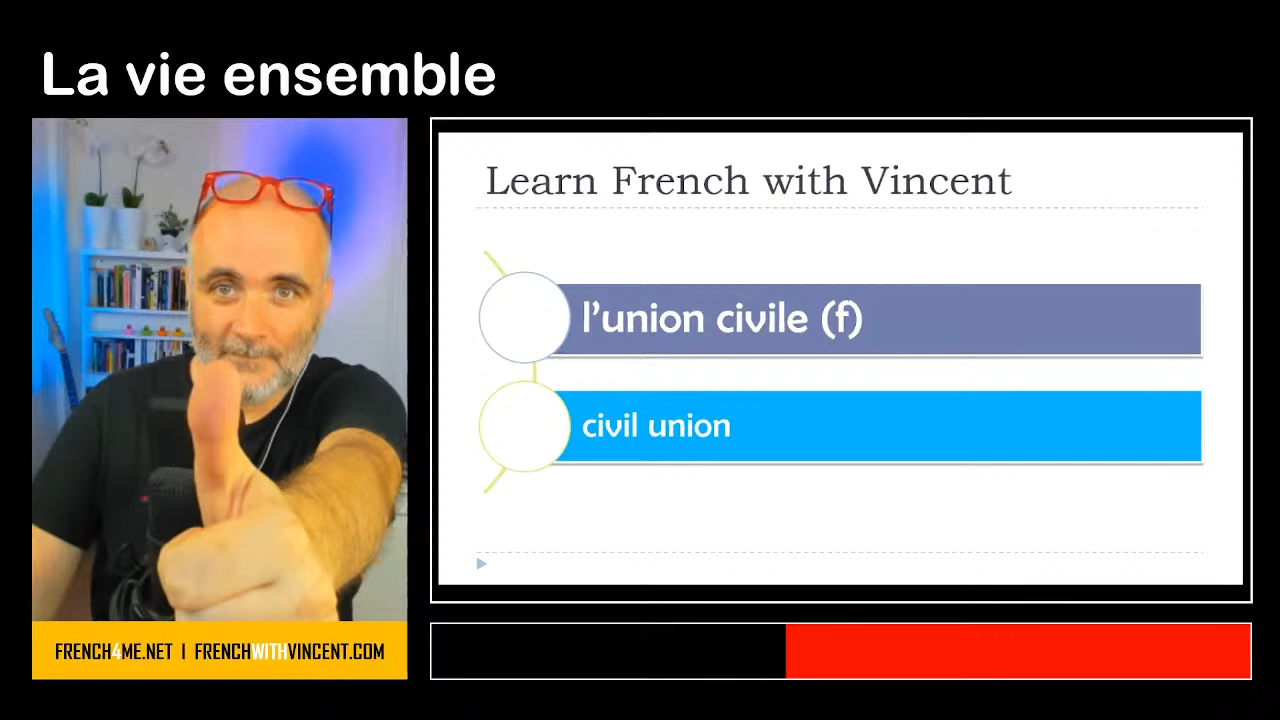 La vie ensemble
Learn French with Vincent
l’union civile (f)
civil union
FRENCH4ME.NET I FRENCHWITHVINCENT.COM